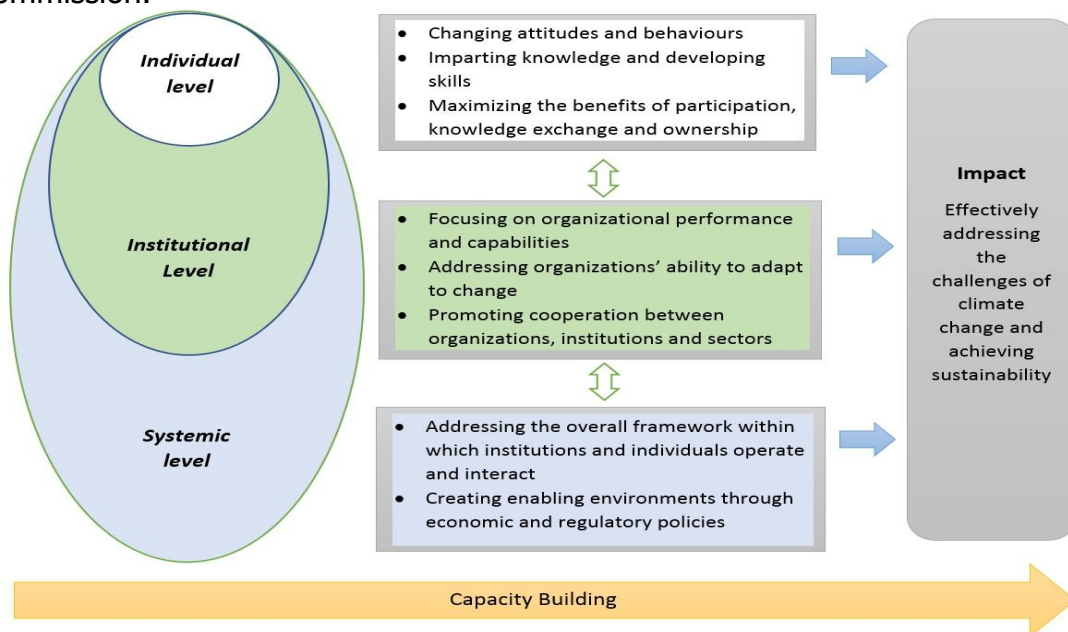 ommission.
Individual
level
Institutional
Level
Systemic
level
● Changing attitudes and behaviours
● Imparting knowledge and developing
skills
● Maximizing the benefits of participation,
knowledge exchange and ownership
● Focusing on organizational performance
and capabilities
● Addressing organizations’ ability to adapt
to change
● Promoting cooperation between
organizations, institutions and sectors
● Addressing the overall framework within
which institutions and individuals operate
and interact
● Creating enabling environments through
economic and regulatory policies
Impact
Effectively
addressing
the
challenges of
climate
change and
achieving
sustainability
Capacity Building